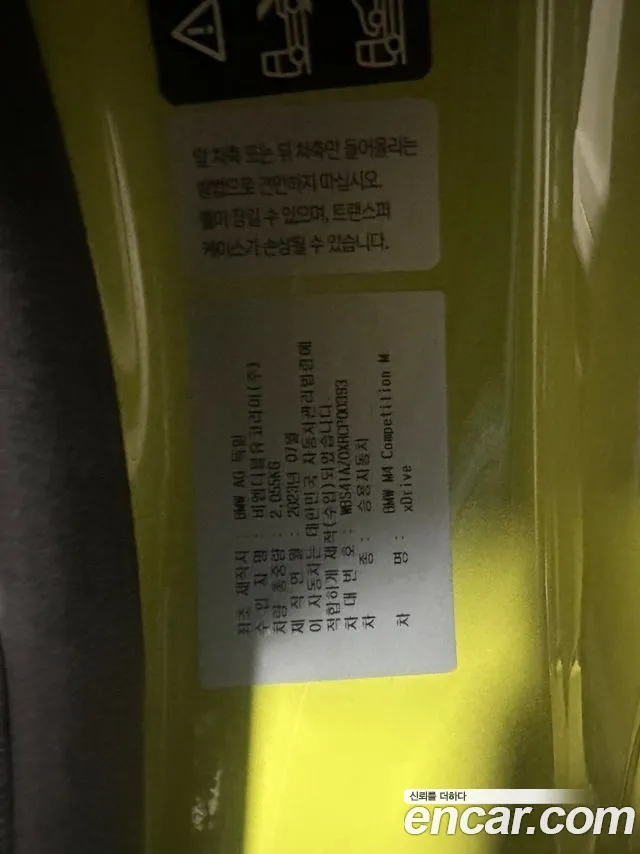 앞 차축 또는 뒷 차축만 들어올리는
방법으로 견인하지 마십시오.
휠이 잠길 수 있으며, 트랜스퍼
케이스가 손상될 수 있습니다.
최초 제작사 : BMW AG 독일
수 입 자 명 : 비엠더블유코리아(주)
차량 총중량 : 2,055KG
제 작 연 월 : 2023년 07월
이 자동차는 대한민국 자동차관리법령에
적합하게 제작(수입)되었습니다.
차 대 번 호 :
차 종 : 승용자동차
차 명 : BMW M4 Competition M
xDrive
신뢰를 더하다
encar.com